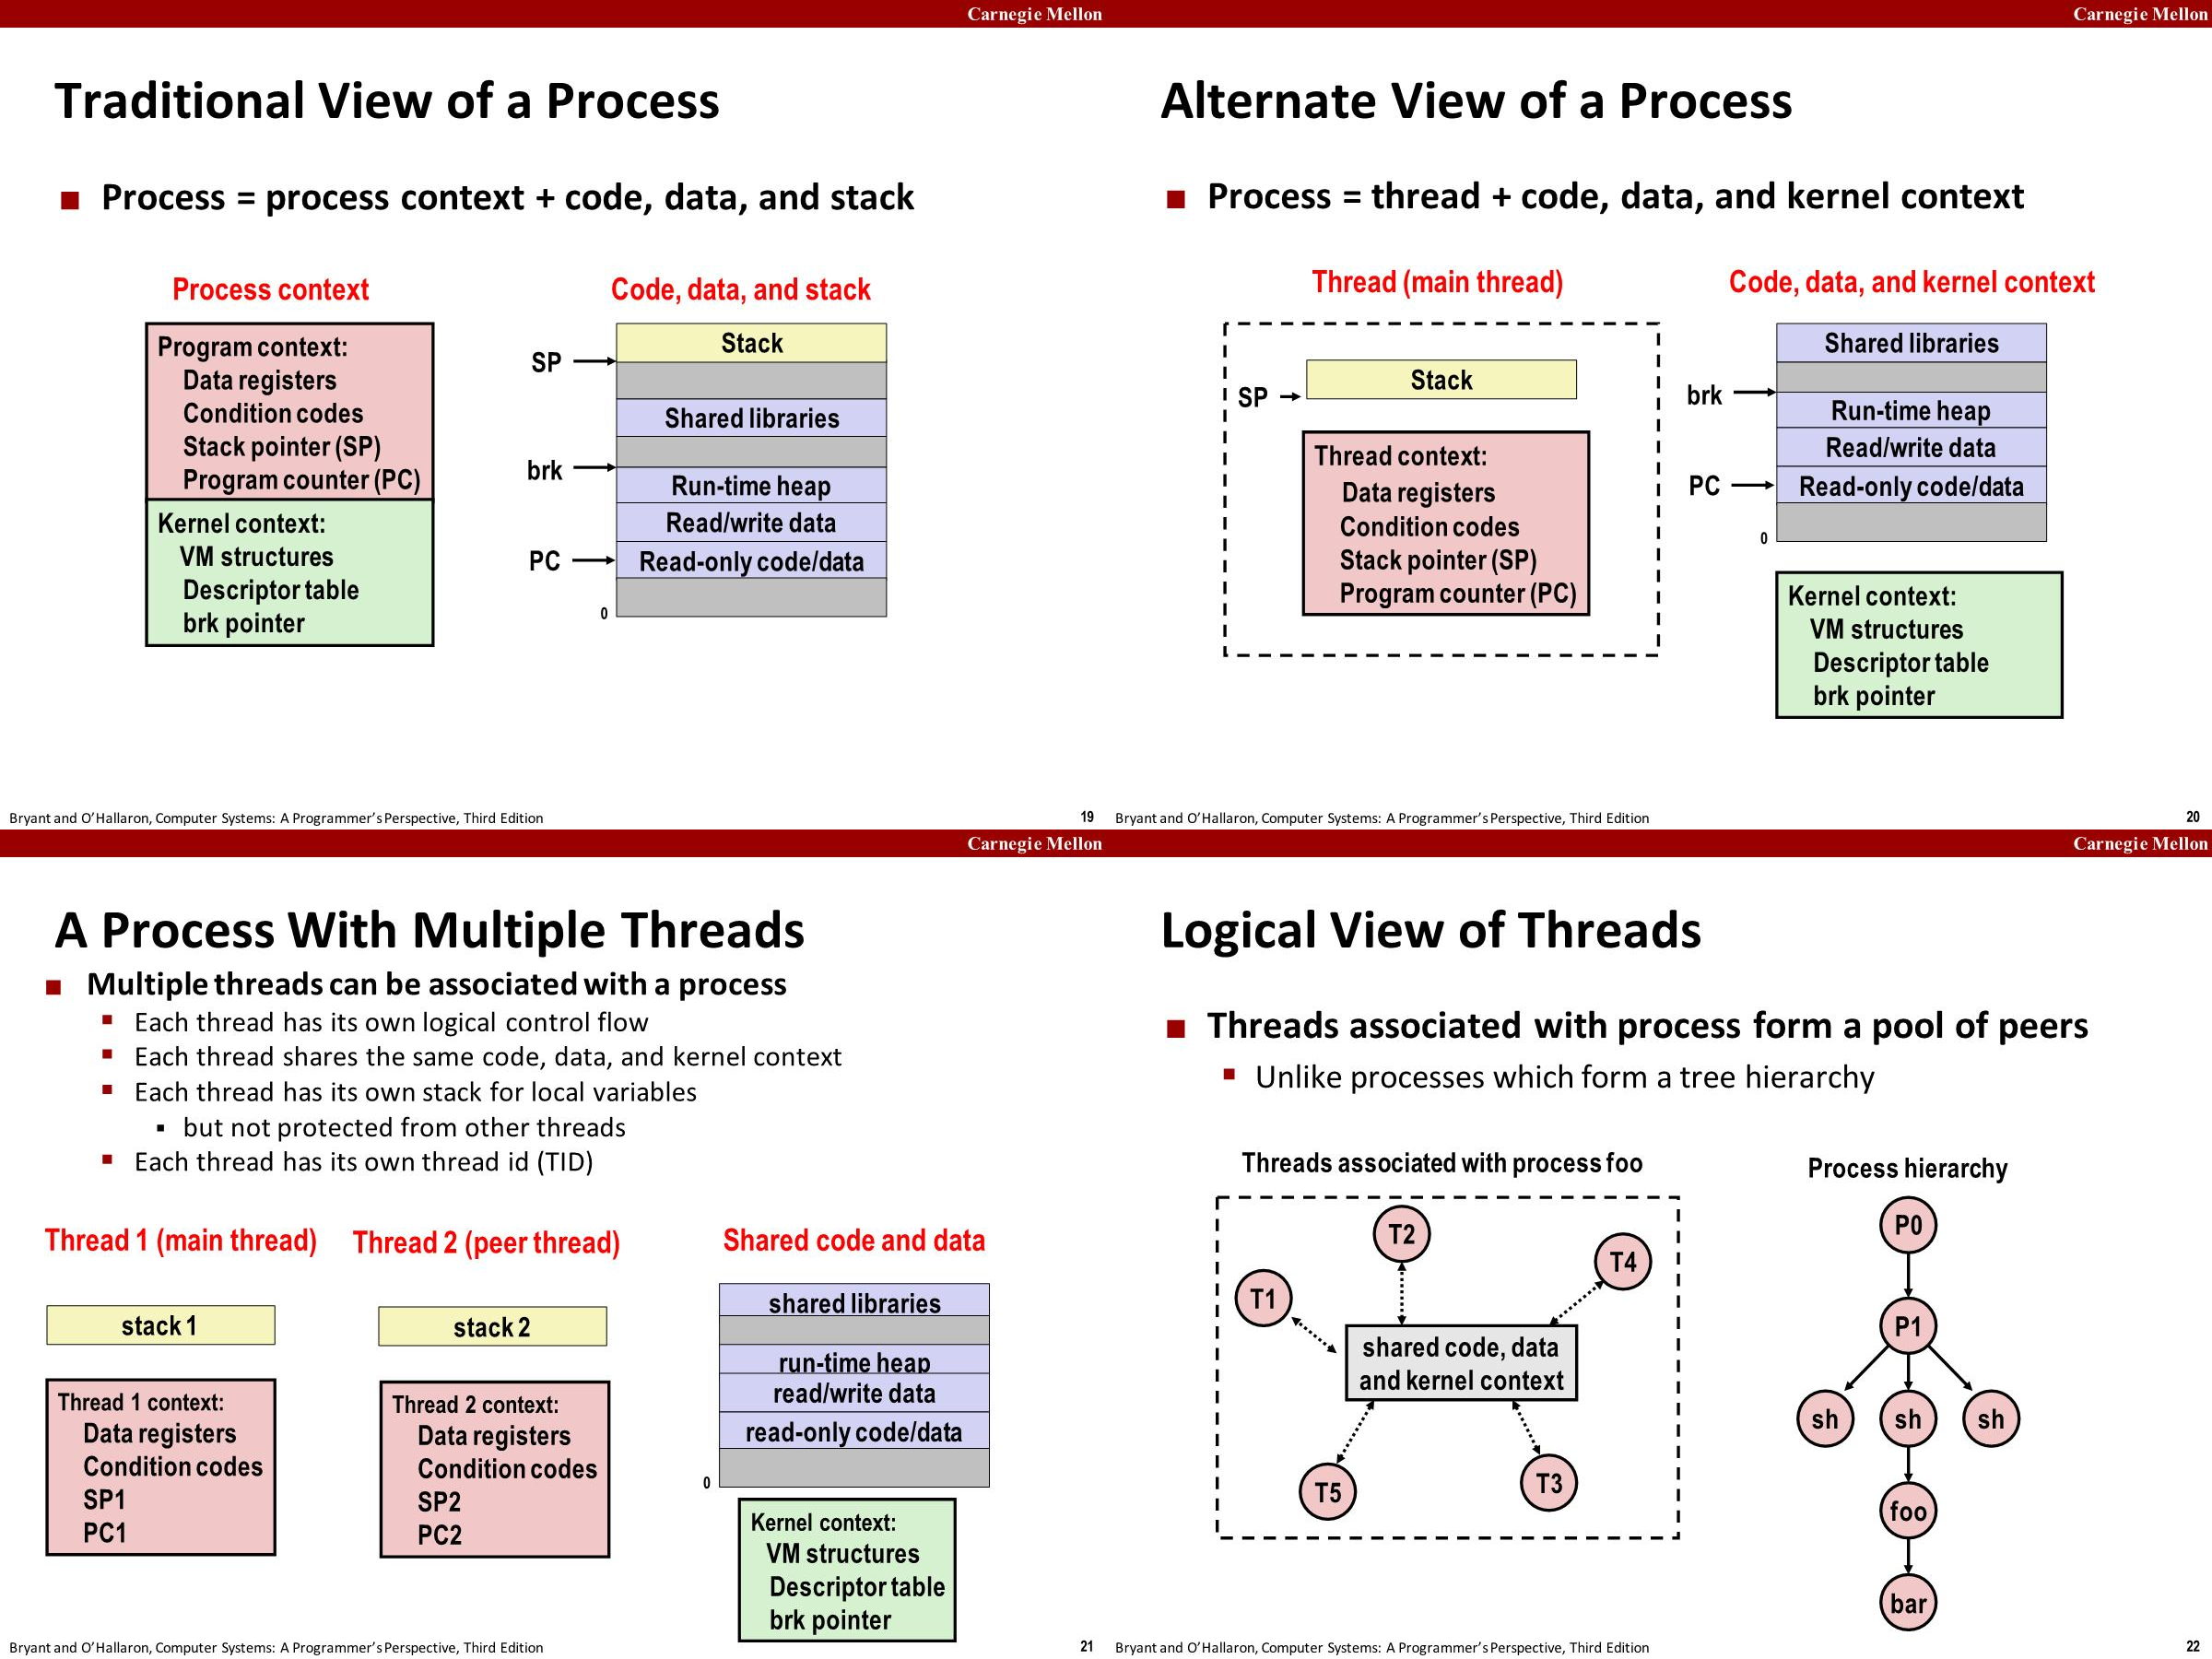 Carnegie Mellon
Traditional View of a Process
■ Process = process context + code, data, and stack
Process context
Program context:
Data registers
Condition codes
Stack pointer (SP)
Program counter (PC)
Kernel context:
VM structures
Descriptor table
brk pointer
Code, data, and stack
SP
Stack
Shared libraries
brk
Run-time heap
Read/write data
PC
Read-only code/data
0
Bryant and O’Hallaron, Computer Systems: A Programmer’s Perspective, Third Edition
19
Carnegie Mellon
Alternate View of a Process
■ Process = thread + code, data, and kernel context
Thread (main thread)
SP
Stack
Thread context:
Data registers
Condition codes
Stack pointer (SP)
Program counter (PC)
Code, data, and kernel context
Shared libraries
brk
Run-time heap
Read/write data
PC
Read-only code/data
0
Kernel context:
VM structures
Descriptor table
brk pointer
Bryant and O’Hallaron, Computer Systems: A Programmer’s Perspective, Third Edition
20
Carnegie Mellon
A Process With Multiple Threads
■ Multiple threads can be associated with a process
▪ Each thread has its own logical control flow
▪ Each thread shares the same code, data, and kernel context
▪ Each thread has its own stack for local variables
▪ but not protected from other threads
▪ Each thread has its own thread id (TID)
Thread 1 (main thread)
stack 1
Thread 1 context:
Data registers
Condition codes
SP1
PC1
Thread 2 (peer thread)
stack 2
Thread 2 context:
Data registers
Condition codes
SP2
PC2
Shared code and data
shared libraries
run-time heap
read/write data
read-only code/data
0
Kernel context:
VM structures
Descriptor table
brk pointer
Bryant and O’Hallaron, Computer Systems: A Programmer’s Perspective, Third Edition
21
Carnegie Mellon
Logical View of Threads
■ Threads associated with process form a pool of peers
▪ Unlike processes which form a tree hierarchy
Threads associated with process foo
T2
T4
T1
shared code, data
and kernel context
T5
T3
Process hierarchy
P0
P1
sh
sh
sh
foo
bar
Bryant and O’Hallaron, Computer Systems: A Programmer’s Perspective, Third Edition
22